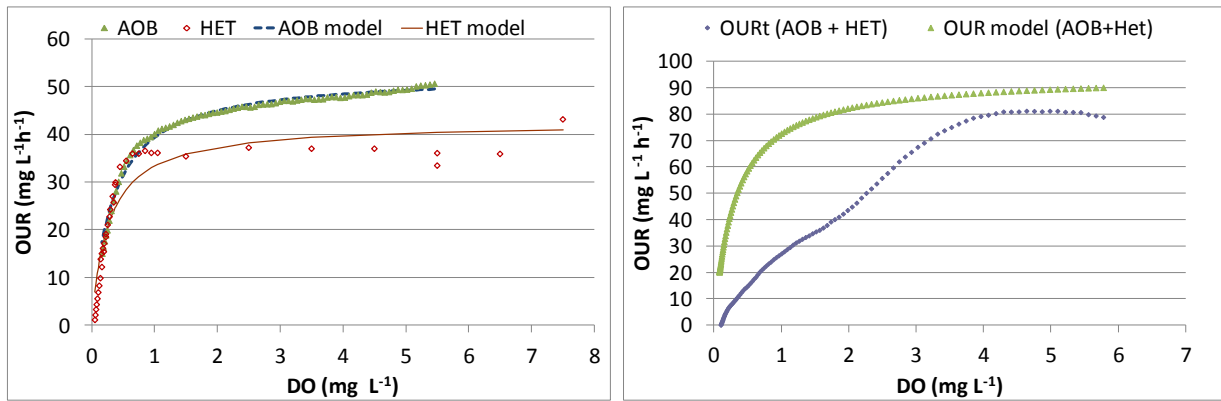 AOB HET AOB model HET model
60
50
40
30
20
10
0
OUR (mg L-1h-1)
0 1 2 3 4 5 6 7 8
DO (mg L-1)
OURt (AOB + HET) OUR model (AOB+Het)
100
90
80
70
60
50
40
30
20
10
0
OUR (mg L-1 h-1)
0 1 2 3 4 5 6 7
DO (mg L-1)